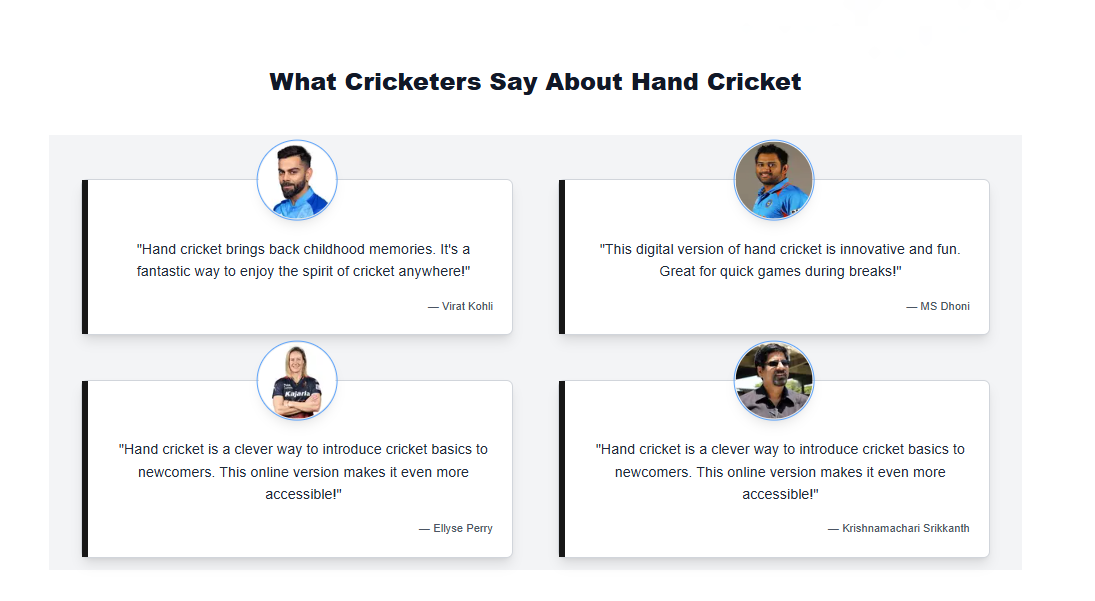 What Cricketers Say About Hand Cricket
"Hand cricket brings back childhood memories. It's a
fantastic way to enjoy the spirit of cricket anywhere!"
— Virat Kohli
"This digital version of hand cricket is innovative and fun.
Great for quick games during breaks!"
— MS Dhoni
Kajaria
"Hand cricket is a clever way to introduce cricket basics to
newcomers. This online version makes it even more
accessible!"
— Ellyse Perry
"Hand cricket is a clever way to introduce cricket basics to
newcomers. This online version makes it even more
accessible!"
— Krishnamachari Srikkanth